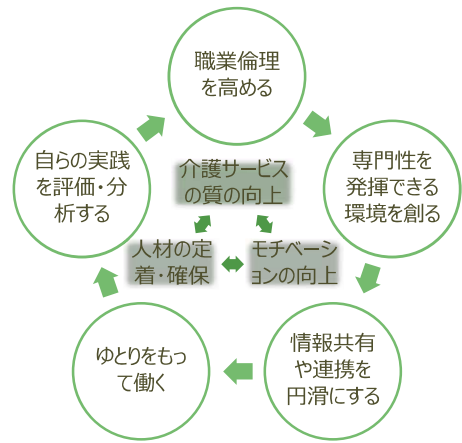 職業倫理
を高める
専門性を
発揮できる
環境を創る
情報共有
や連携を
円滑にする
ゆとりをもっ
て働く
自らの実践
を評価・分
析する
介護サービス
の質の向上
モチベーシ
ョンの向上
人材の定
着・確保